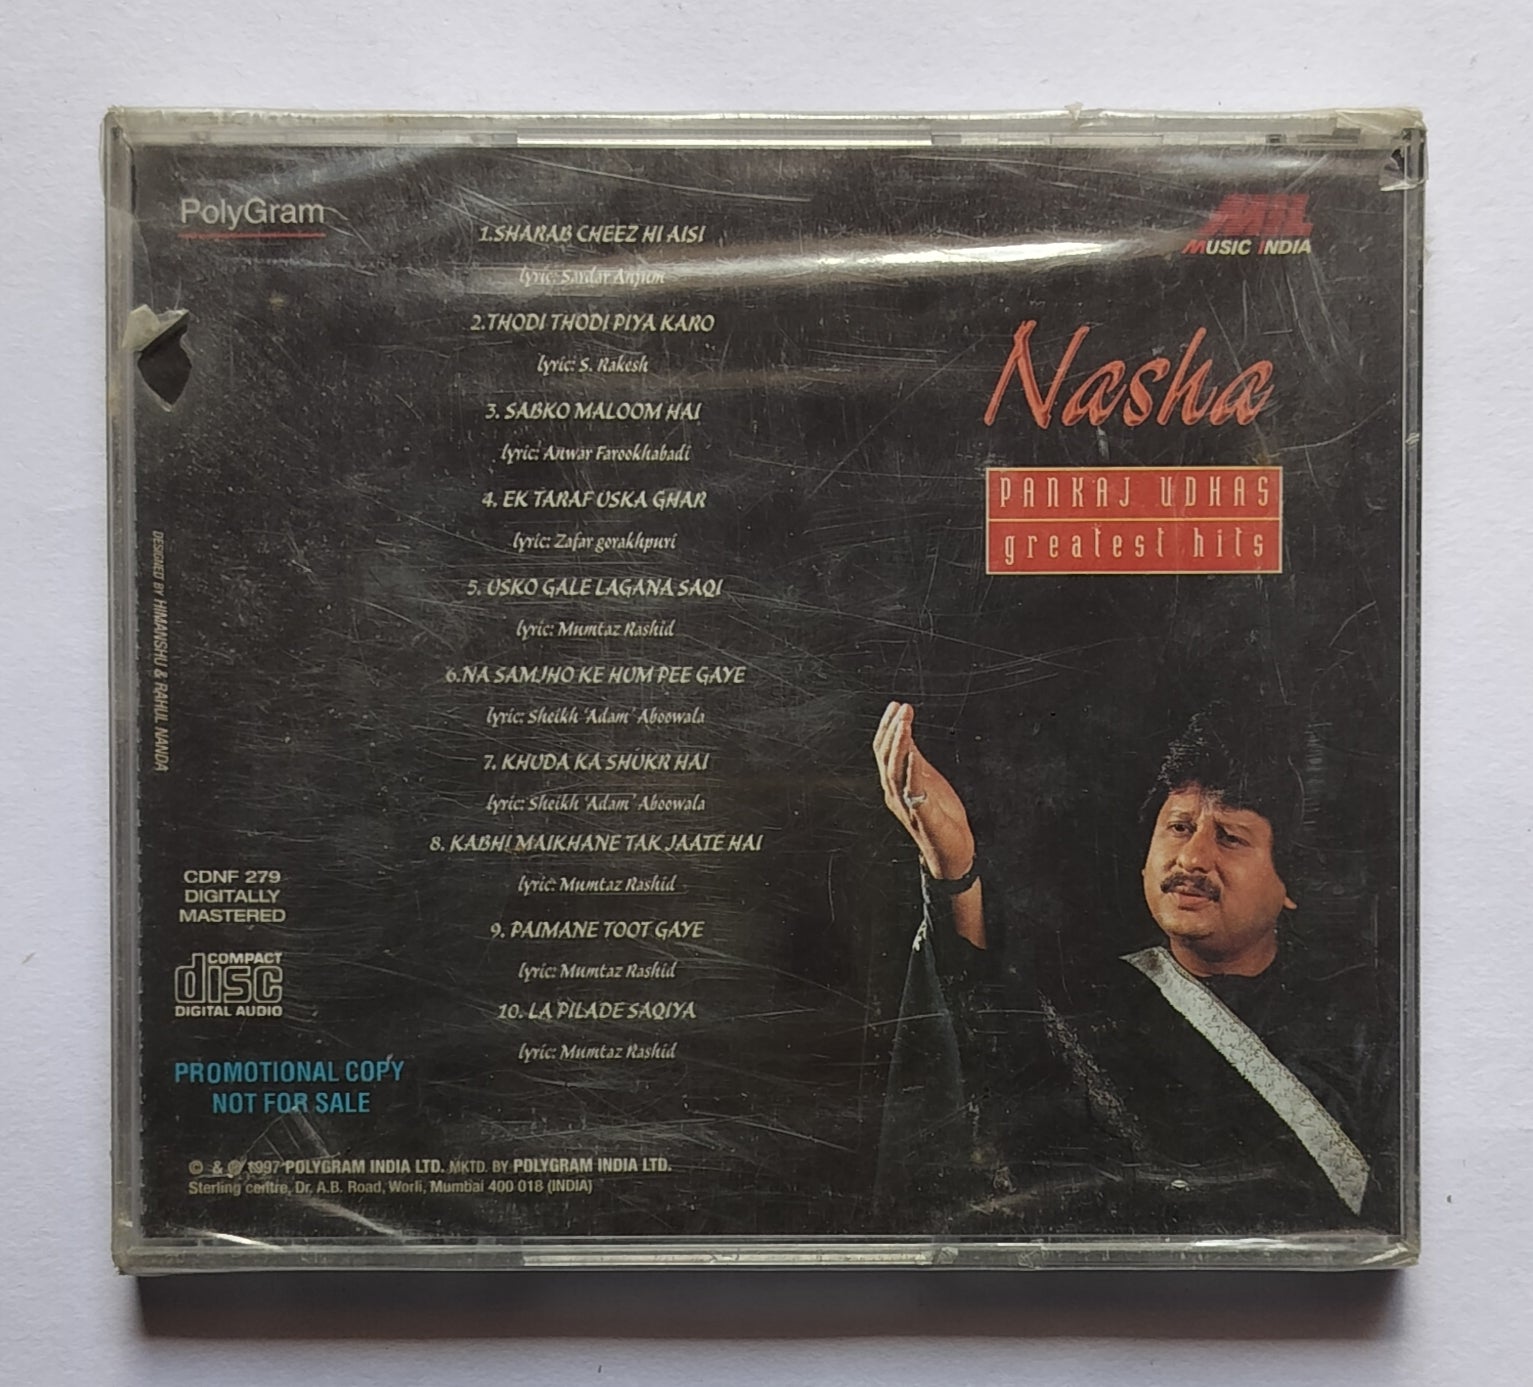 PolyGram
MIL
MUSIC INDIA
1.SHARAB CHEEZ HI AISI
lyric: Sardar Anjum
2.THODI THODI PIYA KARO
lyric: S. Rakesh
3. SABKO MALOOM HAI
lyric: Anwar Farookhabadi
4. EK TARAF USKA GHAR
lyric: Zafar gorakhpuri
5. USKO GALE LAGANA SAQI
lyric: Mumtaz Rashid
6.NA SAMJHO KE HUM PEE GAYE
lyric: Sheikh 'Adam' Aboowala
7. KHUDA KA SHUKR HAI
lyric: Sheikh 'Adam' Aboowala
8. KABHI MAIKHANE TAK JAATE HAI
lyric: Mumtaz Rashid
9. PAIMANE TOOT GAYE
lyric: Mumtaz Rashid
10. LA PILADE SAQIYA
lyric: Mumtaz Rashid
Nasha
PANKAJ UDHAS
greatest hits
DESIGNED BY HIMANSHU & RAHUL NANDA
CDNF 279
DIGITALLY
MASTERED
COMPACT
disc
DIGITAL AUDIO
PROMOTIONAL COPY
NOT FOR SALE
© & ℗ 1997 POLYGRAM INDIA LTD. MKTD. BY POLYGRAM INDIA LTD.
Sterling centre, Dr. A.B. Road, Worli, Mumbai 400 018 (INDIA)